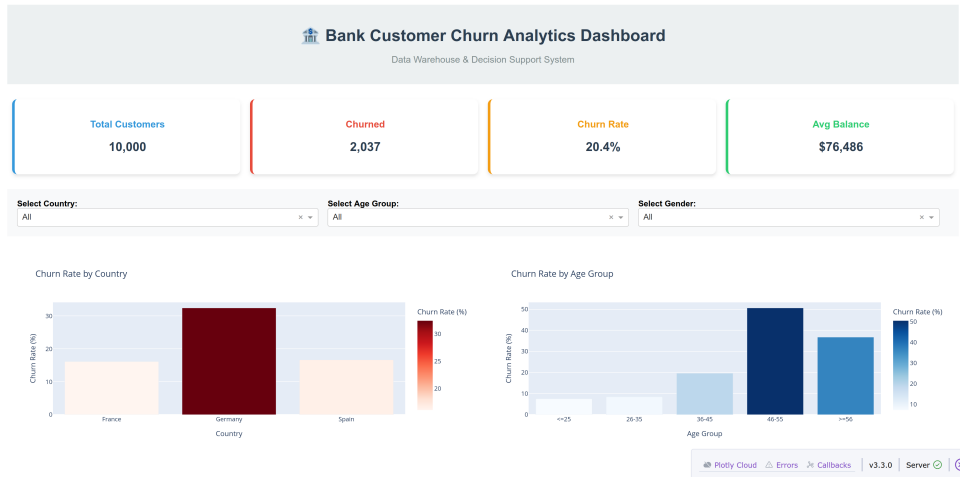 Bank Customer Churn Analytics Dashboard
Data Warehouse & Decision Support System
Total Customers
10,000
Churned
2,037
Churn Rate
20.4%
Avg Balance
$76,486
Select Country:
All
Select Age Group:
All
Select Gender:
All
Churn Rate by Country
Churn Rate (%)
30
20
10
0
France
Germany
Spain
Country
Churn Rate (%)
30
25
20
Churn Rate by Age Group
Churn Rate (%)
50
40
30
20
10
0
<=25
26-35
36-45
46-55
>=56
Age Group
Churn Rate (%)
50
40
30
20
10
Plotly Cloud
Errors
Callbacks
v3.3.0
Server